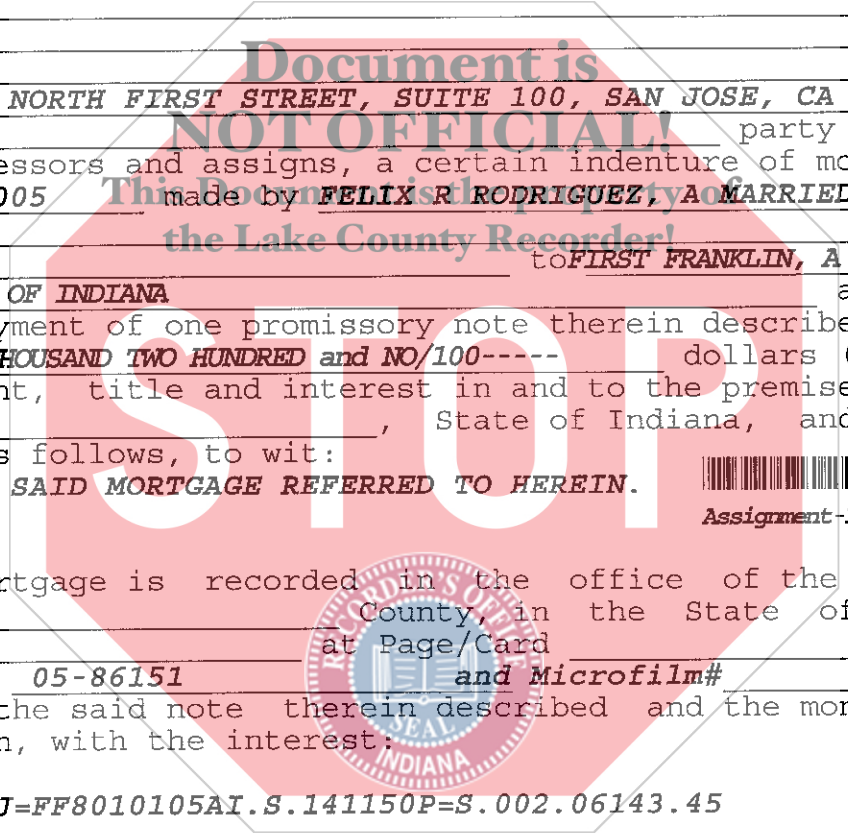 Document is
NORTH FIRST STREET, SUITE 100, SAN JOSE, CA
NOT OFFICIAL!
party
essors and assigns, a certain indenture of mo
This Document is the property of
005 made by FELIX R RODRIGUEZ, A MARRIED
the Lake County Recorder!
to FIRST FRANKLIN, A
OF INDIANA a
yment of one promissory note therein describe
HOUSAND TWO HUNDRED and NO/100----- dollars (
nt, title and interest in and to the premise
, State of Indiana, and
s follows, to wit:
SAID MORTGAGE REFERRED TO HEREIN.
Assignment-
STOP
rtgage is recorded in the office of the
County, in the State of
at Page/Card
05-86151 and Microfilm#
the said note therein described and the mor
n, with the interest:
RECORDER'S OFFICE
SEAL
INDIANA
J=FF8010105AI.S.141150P=S.002.06143.45